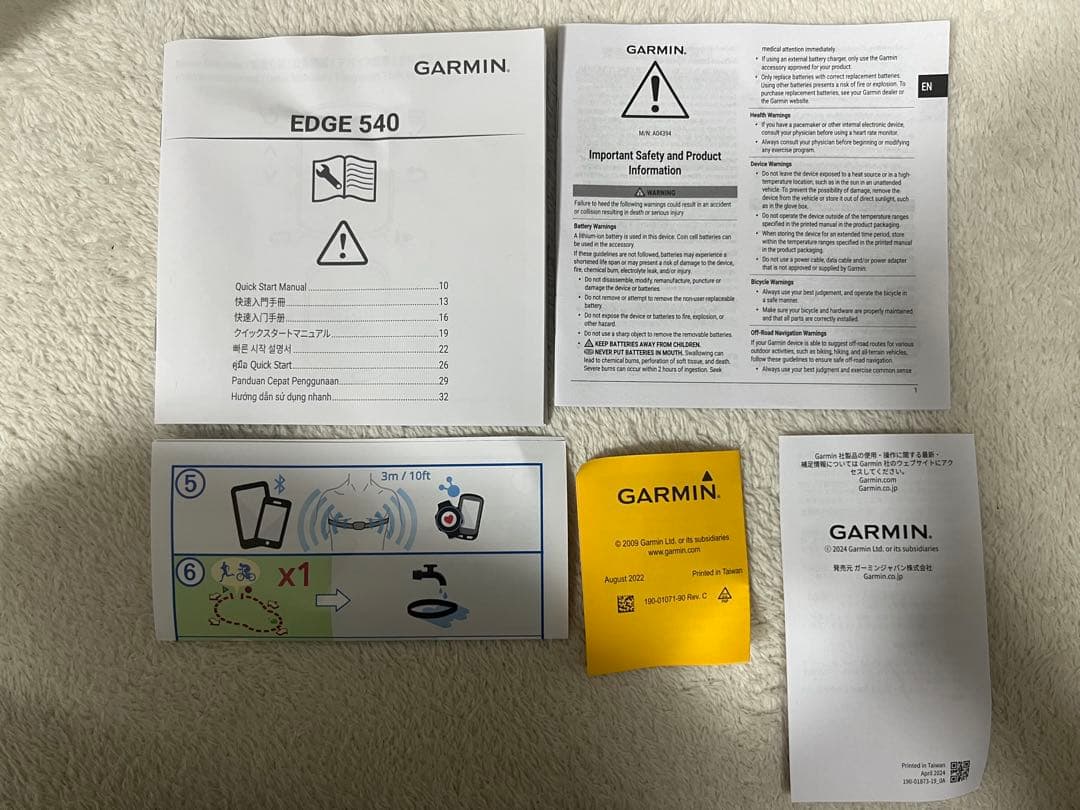 GARMIN.
EDGE 540
Quick Start Manual 10
快速入門手冊 13
快速入门手册 16
クイックスタートマニュアル 19
빠른 시작 설명서 22
คู่มือ Quick Start 26
Panduan Cepat Penggunaan 29
Hướng dẫn sử dụng nhanh 32
GARMIN.
M/N: A04394
Important Safety and Product
Information
WARNING
Failure to heed the following warnings could result in an accident
or collision resulting in death or serious injury
Battery Warnings
A lithium-ion battery is used in this device. Coin cell batteries can
be used in the accessory.
If these guidelines are not followed, batteries may experience a
shortened life span or may present a risk of damage to the device,
fire, chemical burn, electrolyte leak, and/or injury.
• Do not disassemble, modify, remanufacture, puncture or
damage the device or batteries.
• Do not remove or attempt to remove the non-user-replaceable
battery.
• Do not expose the device or batteries to fire, explosion, or
other hazard.
• Do not use a sharp object to remove the removable batteries.
• KEEP BATTERIES AWAY FROM CHILDREN.
NEVER PUT BATTERIES IN MOUTH. Swallowing can
lead to chemical burns, perforation of soft tissue, and death.
Severe burns can occur within 2 hours of ingestion. Seek
medical attention immediately.
• If using an external battery charger, only use the Garmin
accessory approved for your product.
• Only replace batteries with correct replacement batteries.
Using other batteries presents a risk of fire or explosion. To
purchase replacement batteries, see your Garmin dealer or
the Garmin website.
Health Warnings
• If you have a pacemaker or other internal electronic device,
consult your physician before using a heart rate monitor.
• Always consult your physician before beginning or modifying
any exercise program.
Device Warnings
• Do not leave the device exposed to a heat source or in a high-
temperature location, such as in the sun in an unattended
vehicle. To prevent the possibility of damage, remove the
device from the vehicle or store it out of direct sunlight, such
as in the glove box.
• Do not operate the device outside of the temperature ranges
specified in the printed manual in the product packaging.
• When storing the device for an extended time period, store
within the temperature ranges specified in the printed manual
in the product packaging.
• Do not use a power cable, data cable and/or power adapter
that is not approved or supplied by Garmin.
Bicycle Warnings
• Always use your best judgement, and operate the bicycle in
a safe manner.
• Make sure your bicycle and hardware are properly maintained
and that all parts are correctly installed.
Off-Road Navigation Warnings
If your Garmin device is able to suggest off-road routes for various
outdoor activities, such as biking, hiking, and all-terrain vehicles,
follow these guidelines to ensure safe off-road navigation.
• Always use your best judgment and exercise common sense
EN
1
5
3m / 10ft
6
x1
GARMIN.
© 2009 Garmin Ltd. or its subsidiaries
www.garmin.com
August 2022
Printed in Taiwan
190-01071-90 Rev. C
Garmin 社製品の使用・操作に関する最新・
補足情報については Garmin 社のウェブサイトにアク
セスしてください。
Garmin.com
Garmin.co.jp
GARMIN.
© 2024 Garmin Ltd. or its subsidiaries
発売元 ガーミンジャパン株式会社
Garmin.co.jp
Printed in Taiwan
April 2024
190-01873-15_0A